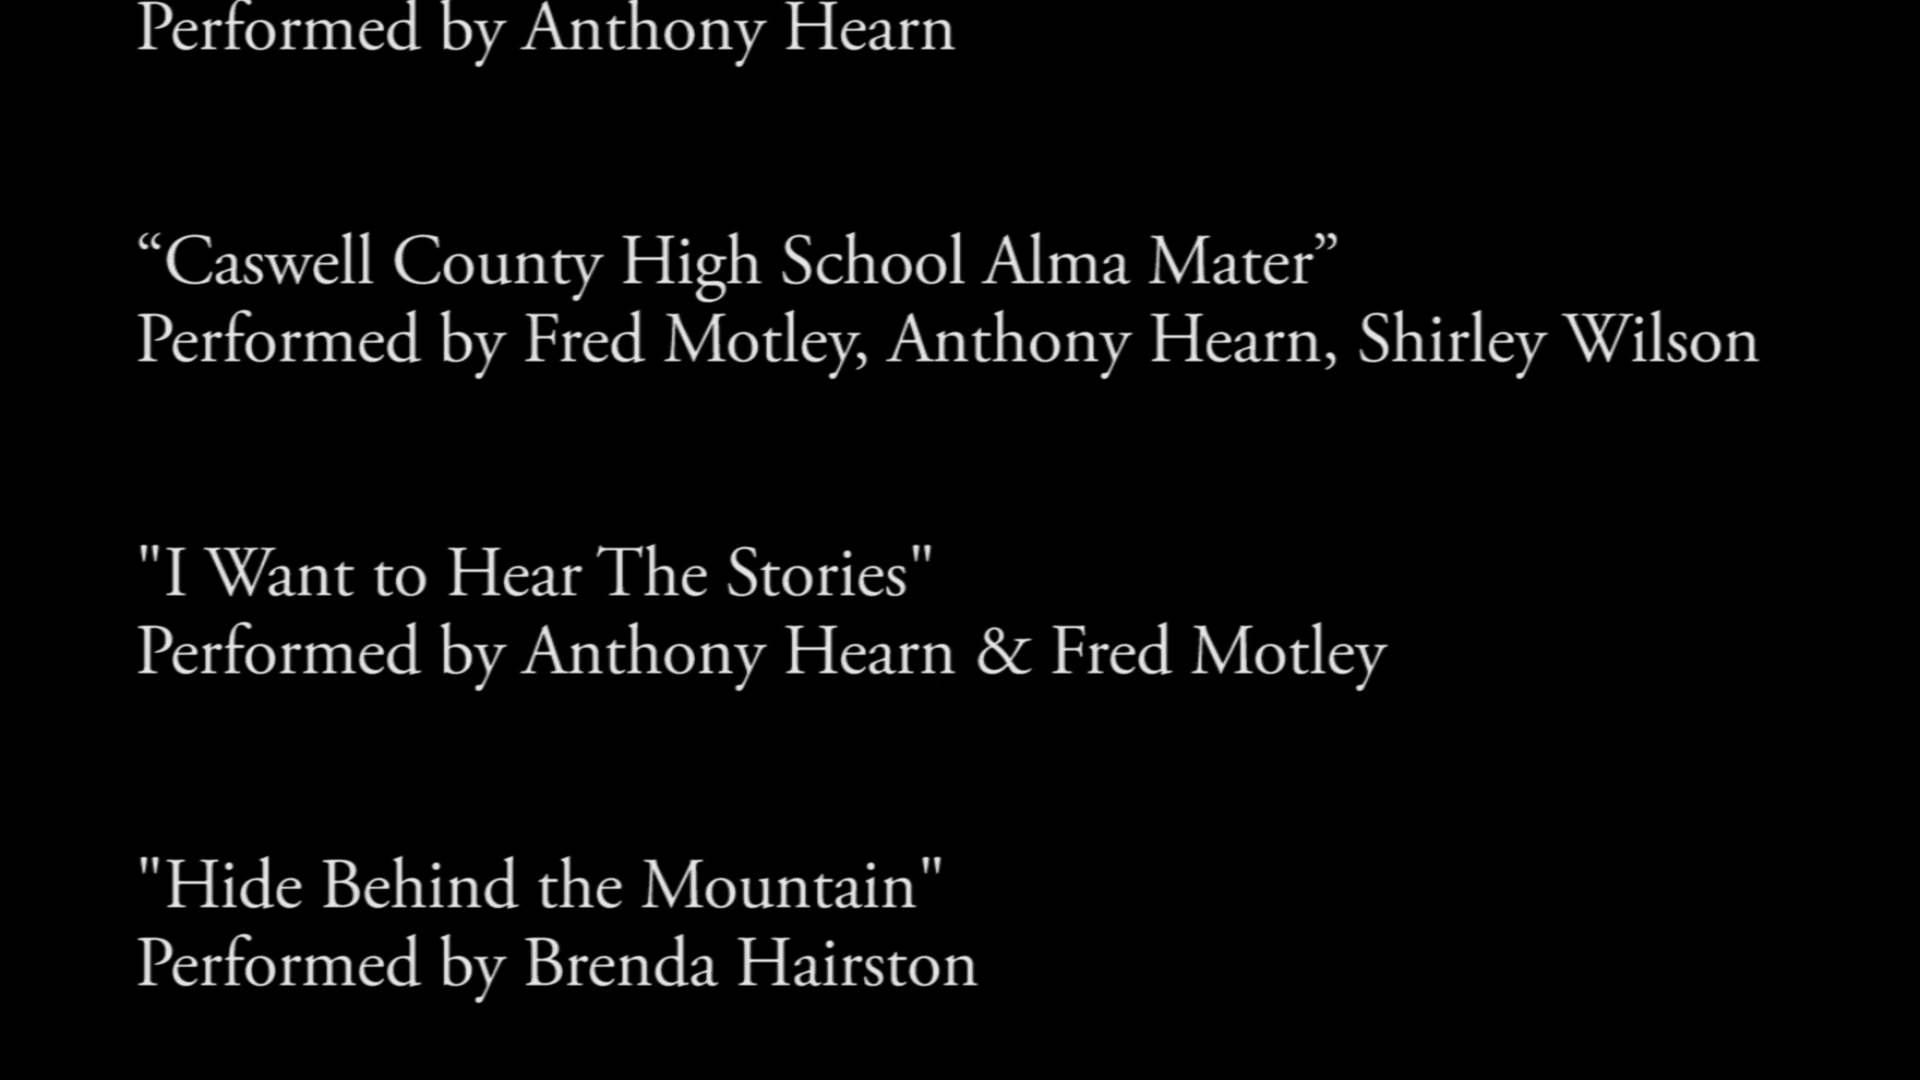 Performed by Anthony Hearn
“Caswell County High School Alma Mater”
Performed by Fred Motley, Anthony Hearn, Shirley Wilson
"I Want to Hear The Stories"
Performed by Anthony Hearn & Fred Motley
"Hide Behind the Mountain"
Performed by Brenda Hairston